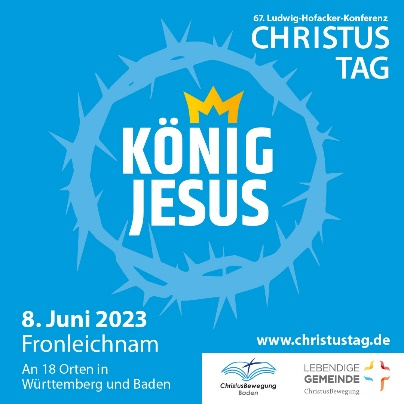 67. Ludwig-Hofacker-Konferenz
CHRISTUS
TAG
KÖNIG
JESUS
8. Juni 2023
Fronleichnam
An 18 Orten in
Württemberg und Baden
www.christustag.de
ChristusBewegung
Baden
LEBENDIGE
GEMEINDE
ChristusBewegung